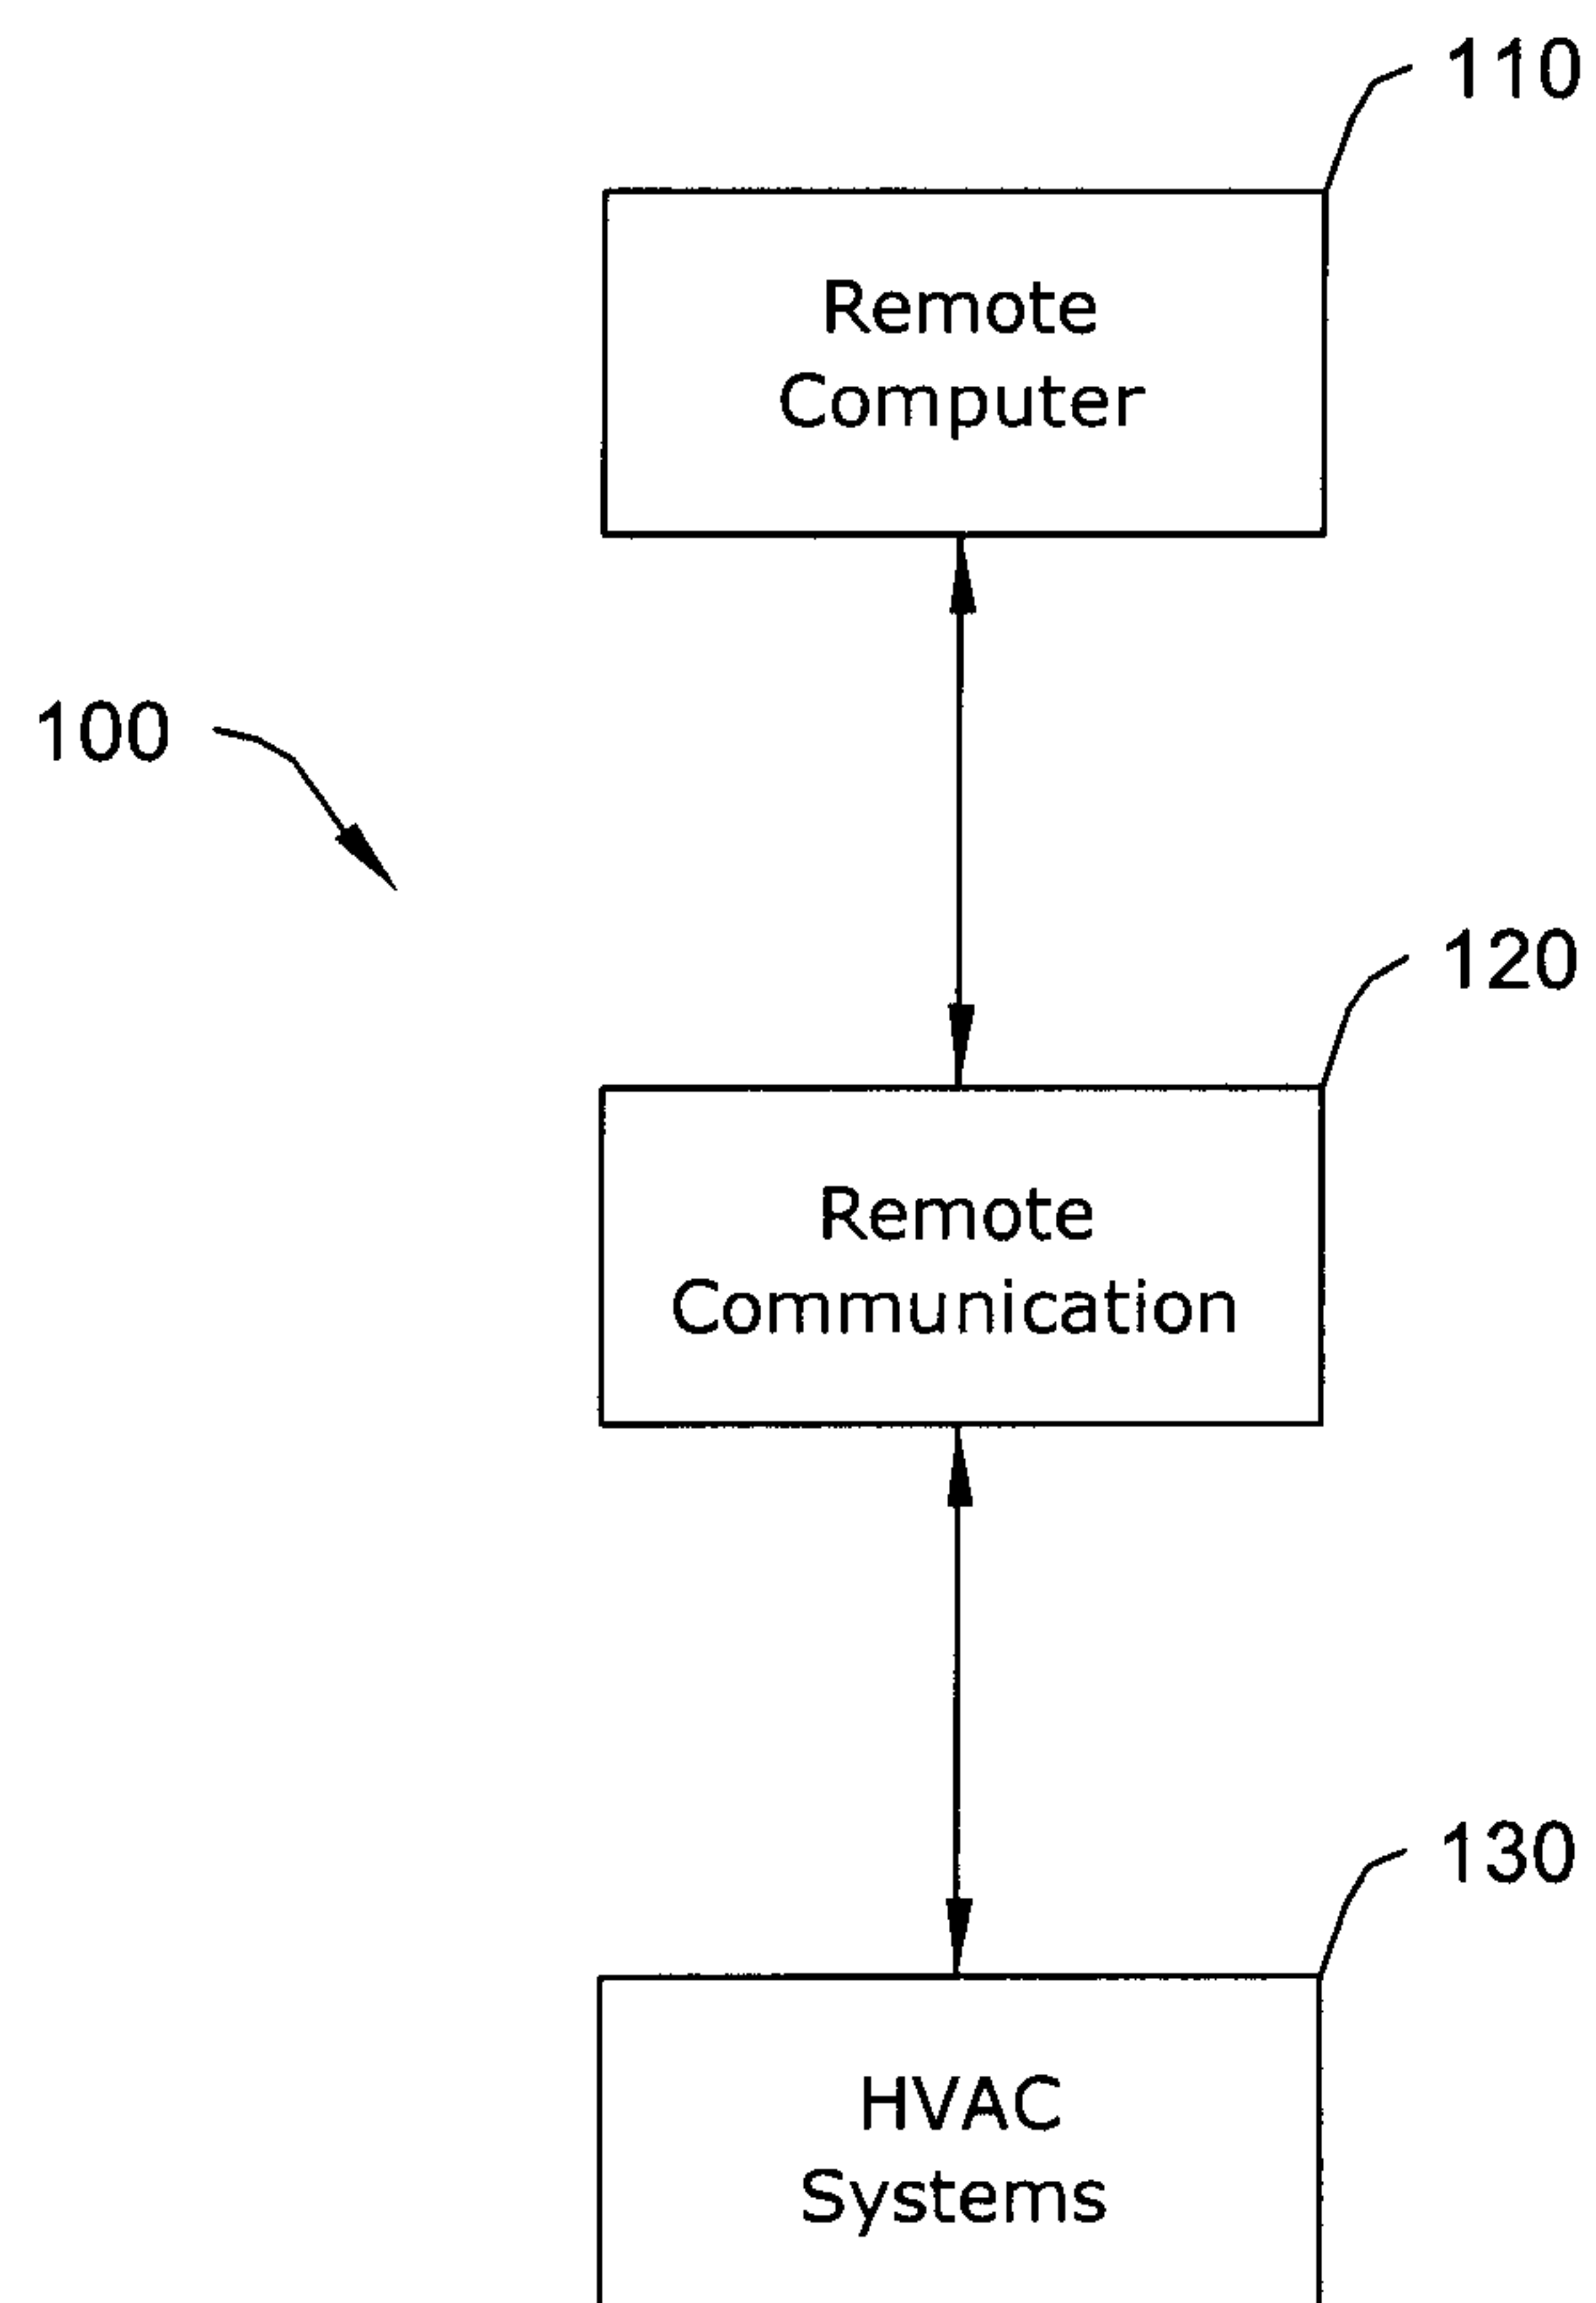 110
Remote
Computer
100
120
Remote
Communication
130
HVAC
Systems